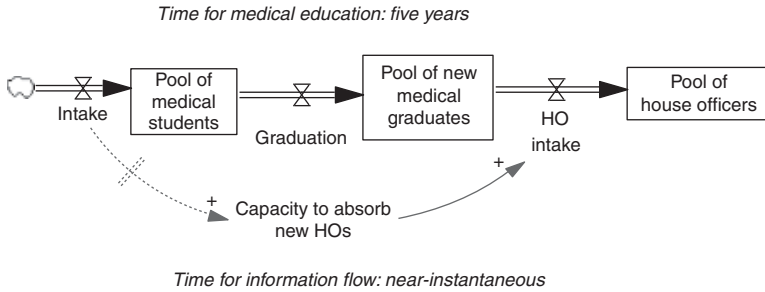 Time for medical education: five years
Pool of
medical
students
Pool of new
medical
graduates
Pool of
house officers
Intake
Graduation
HO
intake
+
+
Capacity to absorb
new HOs
Time for information flow: near-instantaneous